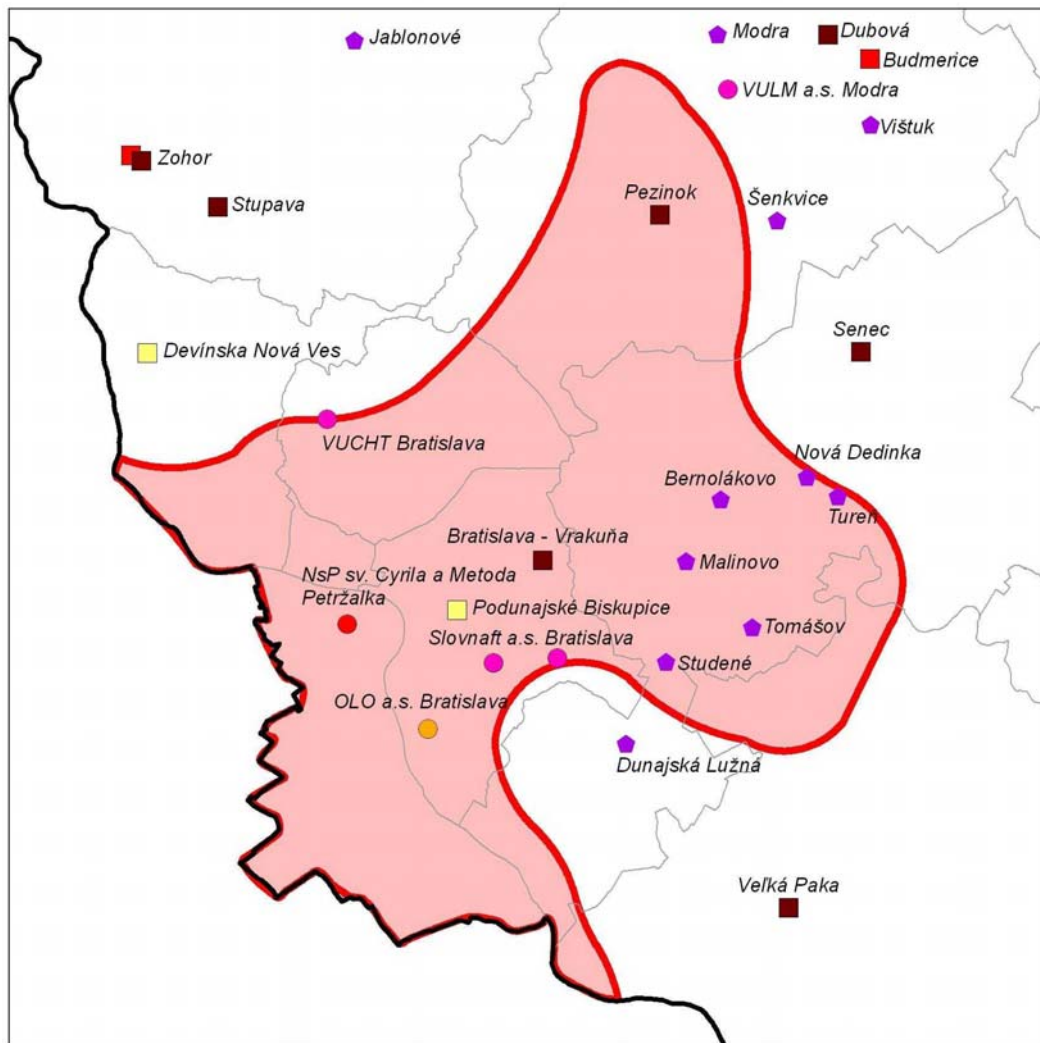 Jablonové
Modra
Dubová
Budmerice
VULM a.s. Modra
Vištuk
Zohor
Stupava
Pezinok
Šenkvice
Devínska Nová Ves
Senec
VUCHT Bratislava
Nová Dedinka
Bernolákovo
Tureň
Bratislava - Vrakuňa
Malinovo
NsP sv. Cyrila a Metoda
Petržalka
Podunajské Biskupice
Tomášov
Slovnaft a.s. Bratislava
Studené
OLO a.s. Bratislava
Dunajská Lužná
Veľká Paka